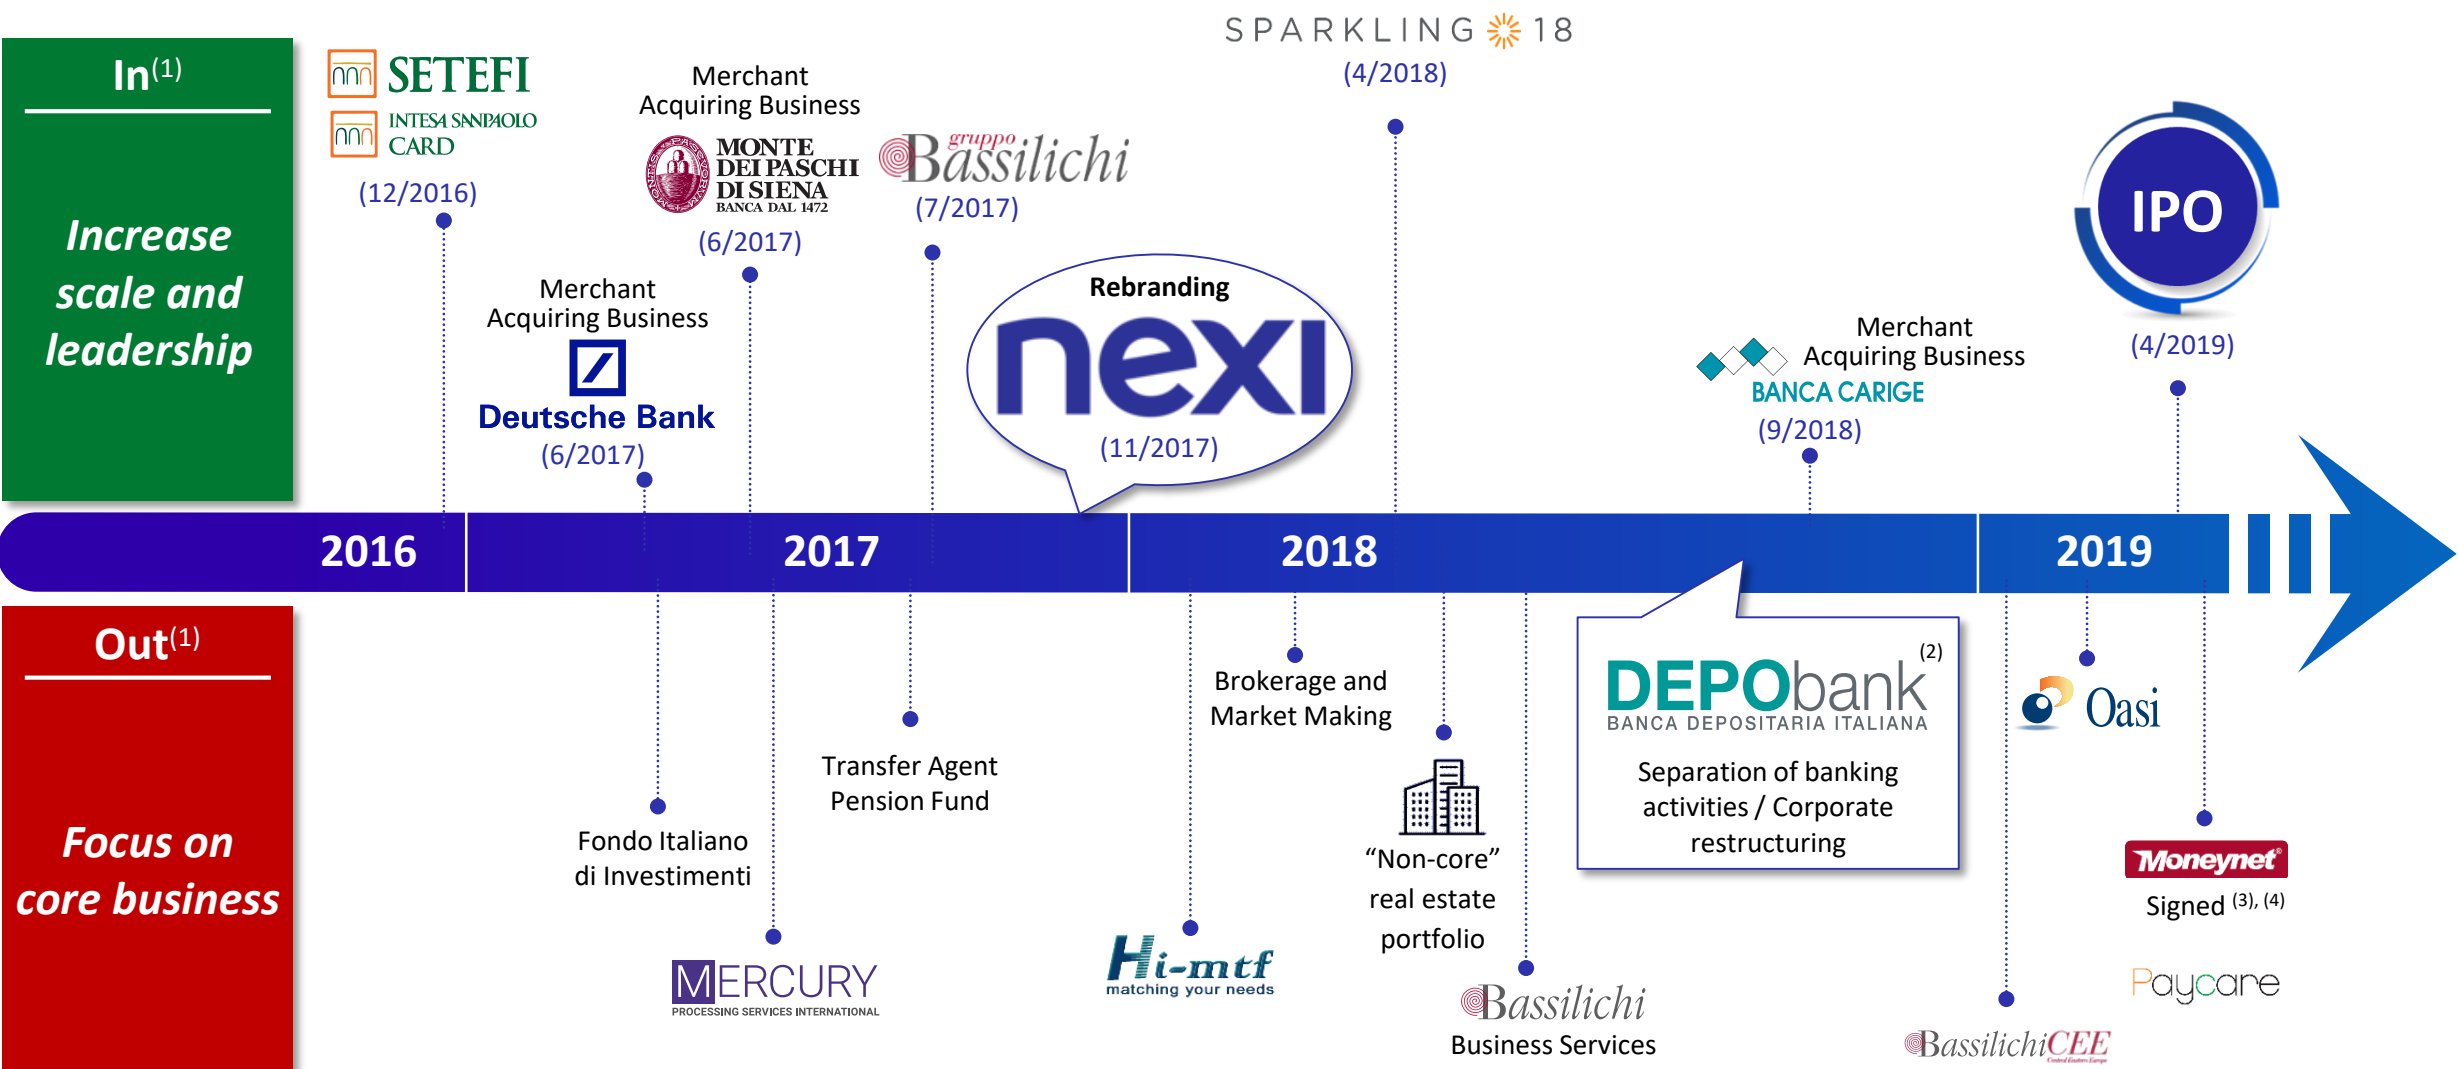 SPARKLING 18
(4/2018)
In(1)
Increase
scale and
leadership
SETEFI
INTESA SANPAOLO
CARD
(12/2016)
Merchant
Acquiring Business
Deutsche Bank
(6/2017)
Merchant
Acquiring Business
MONTE
DEI PASCHI
DI SIENA
BANCA DAL 1472
(6/2017)
gruppo
Bassilichi
(7/2017)
Rebranding
nexi
(11/2017)
Merchant
Acquiring Business
BANCA CARIGE
(9/2018)
IPO
(4/2019)
2016
2017
2018
2019
Out(1)
Focus on
core business
Fondo Italiano
di Investimenti
MERCURY
PROCESSING SERVICES INTERNATIONAL
Transfer Agent
Pension Fund
Hi-mtf
matching your needs
Brokerage and
Market Making
“Non-core”
real estate
portfolio
Bassilichi
Business Services
DEPObank (2)
BANCA DEPOSITARIA ITALIANA
Separation of banking
activities / Corporate
restructuring
BassilichiCEE
Central Eastern Europe
Oasi
Moneynet
Signed (3), (4)
Paycare